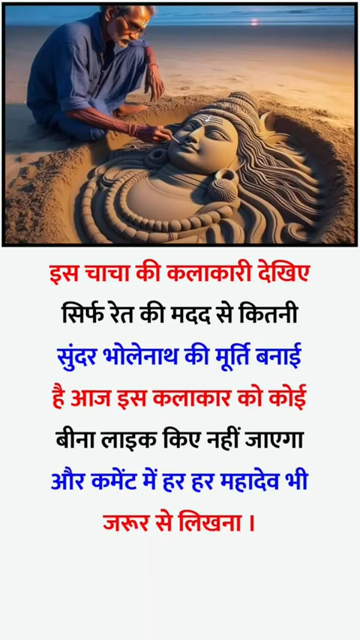 इस चाचा की कलाकारी देखिए
सिर्फ रेत की मदद से कितनी
सुंदर भोलेनाथ की मूर्ति बनाई
है आज इस कलाकार को कोई
बीना लाइक किए नहीं जाएगा
और कमेंट में हर हर महादेव भी
जरूर से लिखना ।